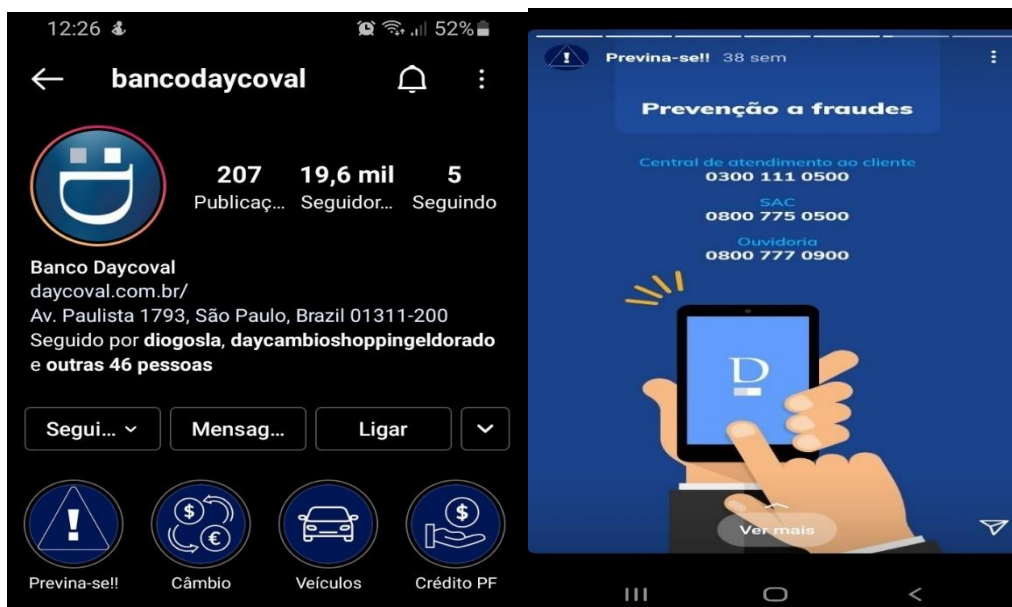 12:26
52%
bancodaycoval
207
19,6 mil
5
Publicaç...
Seguidor...
Seguindo
Banco Daycoval
daycoval.com.br/
Av. Paulista 1793, São Paulo, Brazil 01311-200
Seguido por diogosla, daycambioshoppingeldorado
e outras 46 pessoas
Segui...
Mensag...
Ligar
Previna-se!!
Câmbio
Veículos
Crédito PF
Previna-se!! 38 sem
Prevenção a fraudes
Central de atendimento ao cliente
0300 111 0500
SAC
0800 775 0500
Ouvidoria
0800 777 0900
D
Ver mais